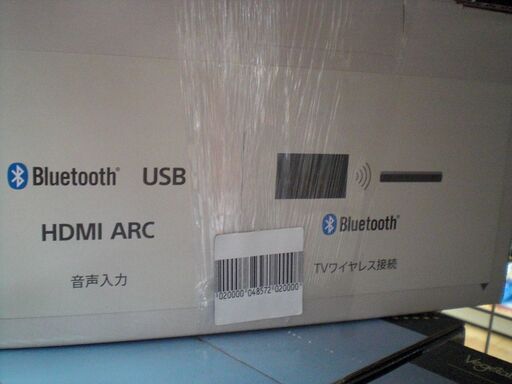 Bluetooth® USB
HDMI ARC
音声入力
Bluetooth®
TVワイヤレス接続
020000 048572 020000